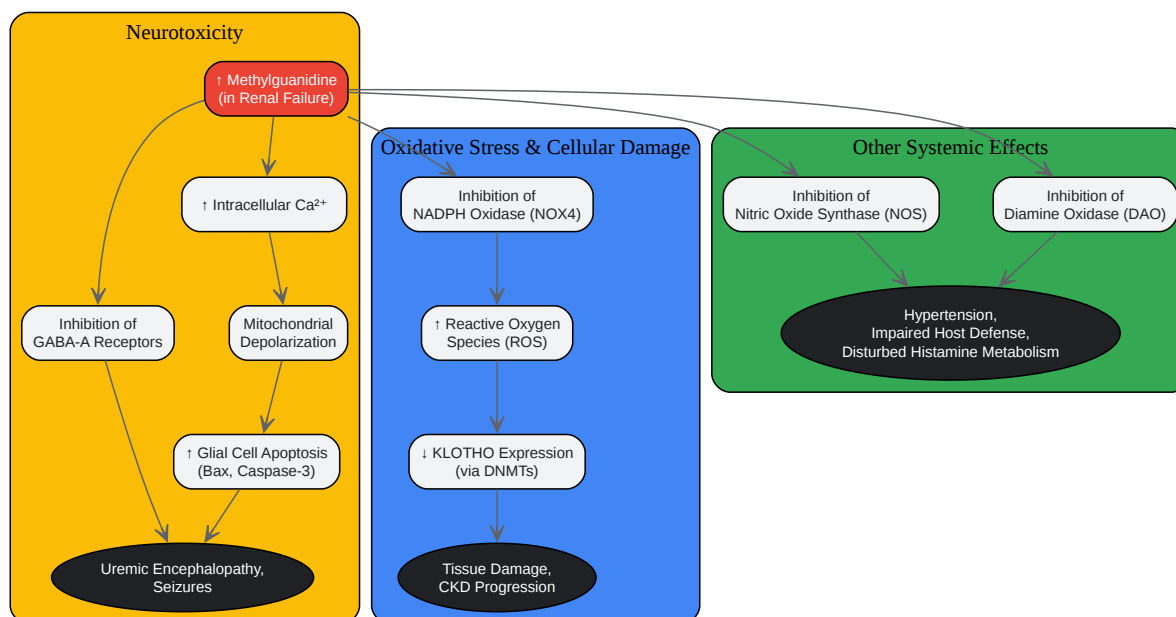 Neurotoxicity
↑ Methylguanidine
(in Renal Failure)
↑ Intracellular Ca²⁺
Inhibition of
GABA-A Receptors
Mitochondrial
Depolarization
↑ Glial Cell Apoptosis
(Bax, Caspase-3)
Uremic Encephalopathy,
Seizures
Oxidative Stress & Cellular Damage
Inhibition of
NADPH Oxidase (NOX4)
↑ Reactive Oxygen
Species (ROS)
↓ KLOTHO Expression
(via DNMTs)
Tissue Damage,
CKD Progression
Other Systemic Effects
Inhibition of
Nitric Oxide Synthase (NOS)
Inhibition of
Diamine Oxidase (DAO)
Hypertension,
Impaired Host Defense,
Disturbed Histamine Metabolism